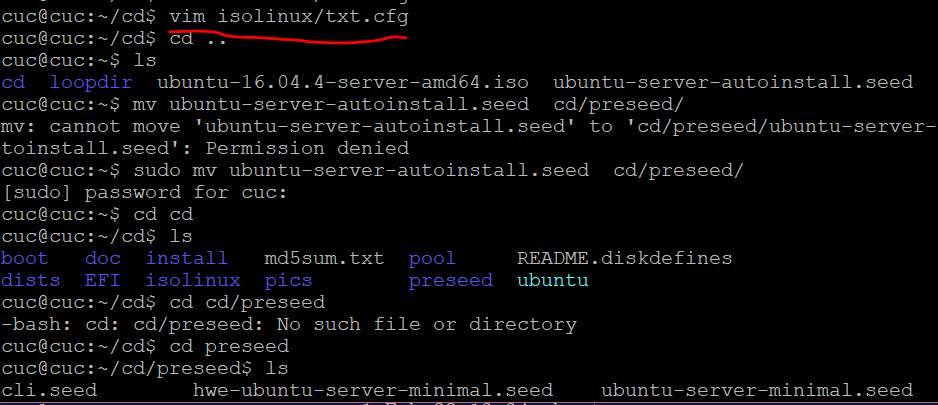 cuc@cuc:~/cd$ vim isolinux/txt.cfg
cuc@cuc:~/cd$ cd ..
cuc@cuc:~$ ls
cd loopdir ubuntu-16.04.4-server-amd64.iso ubuntu-server-autoinstall.seed
cuc@cuc:~$ mv ubuntu-server-autoinstall.seed cd/preseed/
mv: cannot move 'ubuntu-server-autoinstall.seed' to 'cd/preseed/ubuntu-server-
toinstall.seed': Permission denied
cuc@cuc:~$ sudo mv ubuntu-server-autoinstall.seed cd/preseed/
[sudo] password for cuc:
cuc@cuc:~$ cd cd
cuc@cuc:~/cd$ ls
boot doc install md5sum.txt pool README.diskdefines
dists EFI isolinux pics preseed ubuntu
cuc@cuc:~/cd$ cd cd/preseed
-bash: cd: cd/preseed: No such file or directory
cuc@cuc:~/cd$ cd preseed
cuc@cuc:~/cd/preseed$ ls
cli.seed hwe-ubuntu-server-minimal.seed ubuntu-server-minimal.seed